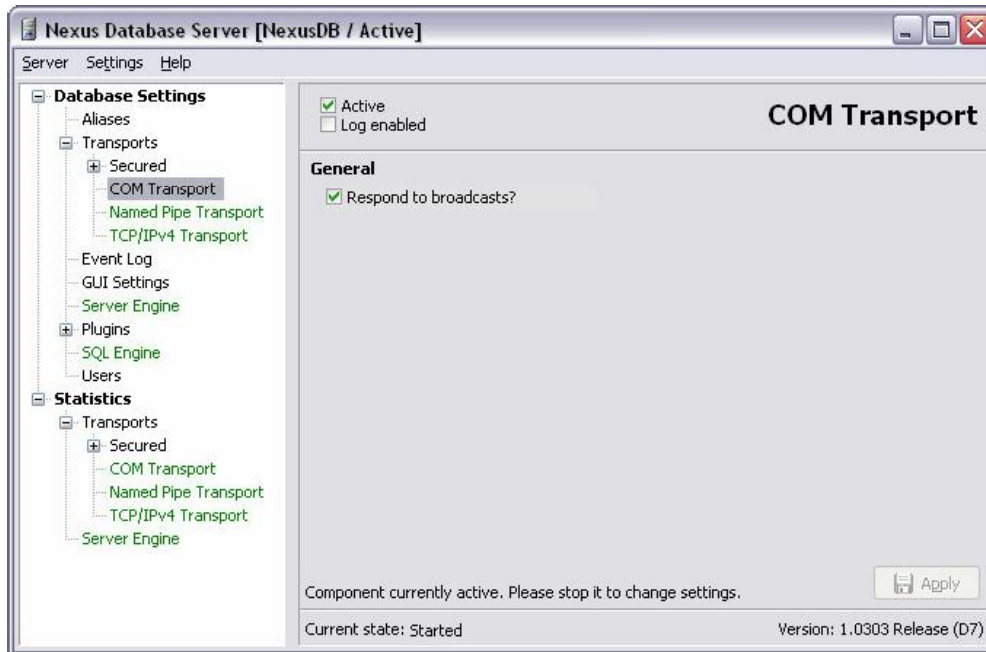 Nexus Database Server [NexusDB / Active]
Server Settings Help
Database Settings
Aliases
Transports
Secured
COM Transport
Named Pipe Transport
TCP/IPv4 Transport
Event Log
GUI Settings
Server Engine
Plugins
SQL Engine
Users
Statistics
Transports
Secured
COM Transport
Named Pipe Transport
TCP/IPv4 Transport
Server Engine
Active
Log enabled
COM Transport
General
Respond to broadcasts?
Component currently active. Please stop it to change settings.
Apply
Current state: Started
Version: 1.0303 Release (D7)